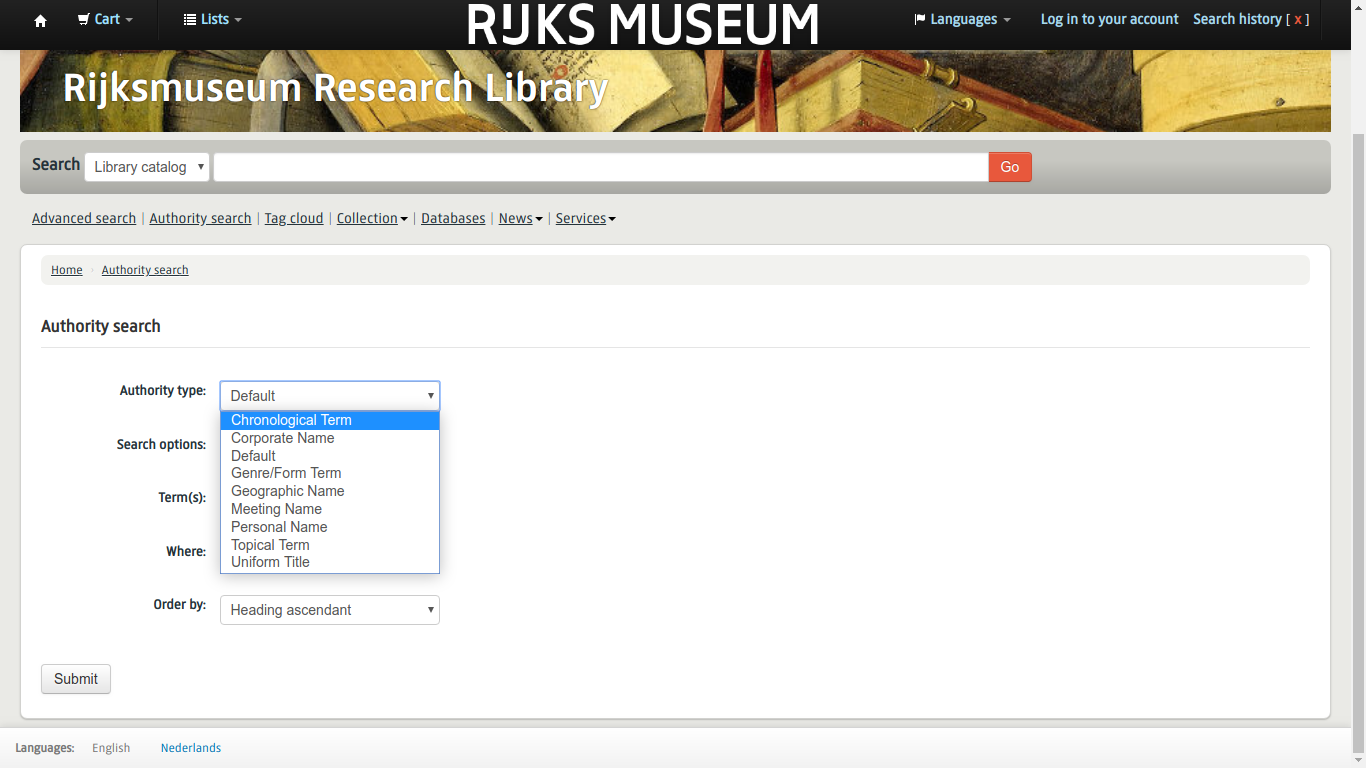 Cart Lists RIJKS MUSEUM Languages Log in to your account Search history [ x ]
Rijksmuseum Research Library
Search Library catalog Go
Advanced search | Authority search | Tag cloud | Collection | Databases | News | Services
Home Authority search
Authority search
Authority type: Default
Chronological Term
Corporate Name
Search options:
Default
Genre/Form Term
Geographic Name
Term(s):
Meeting Name
Personal Name
Topical Term
Where:
Uniform Title
Order by: Heading ascendant
Submit
Languages: English Nederlands